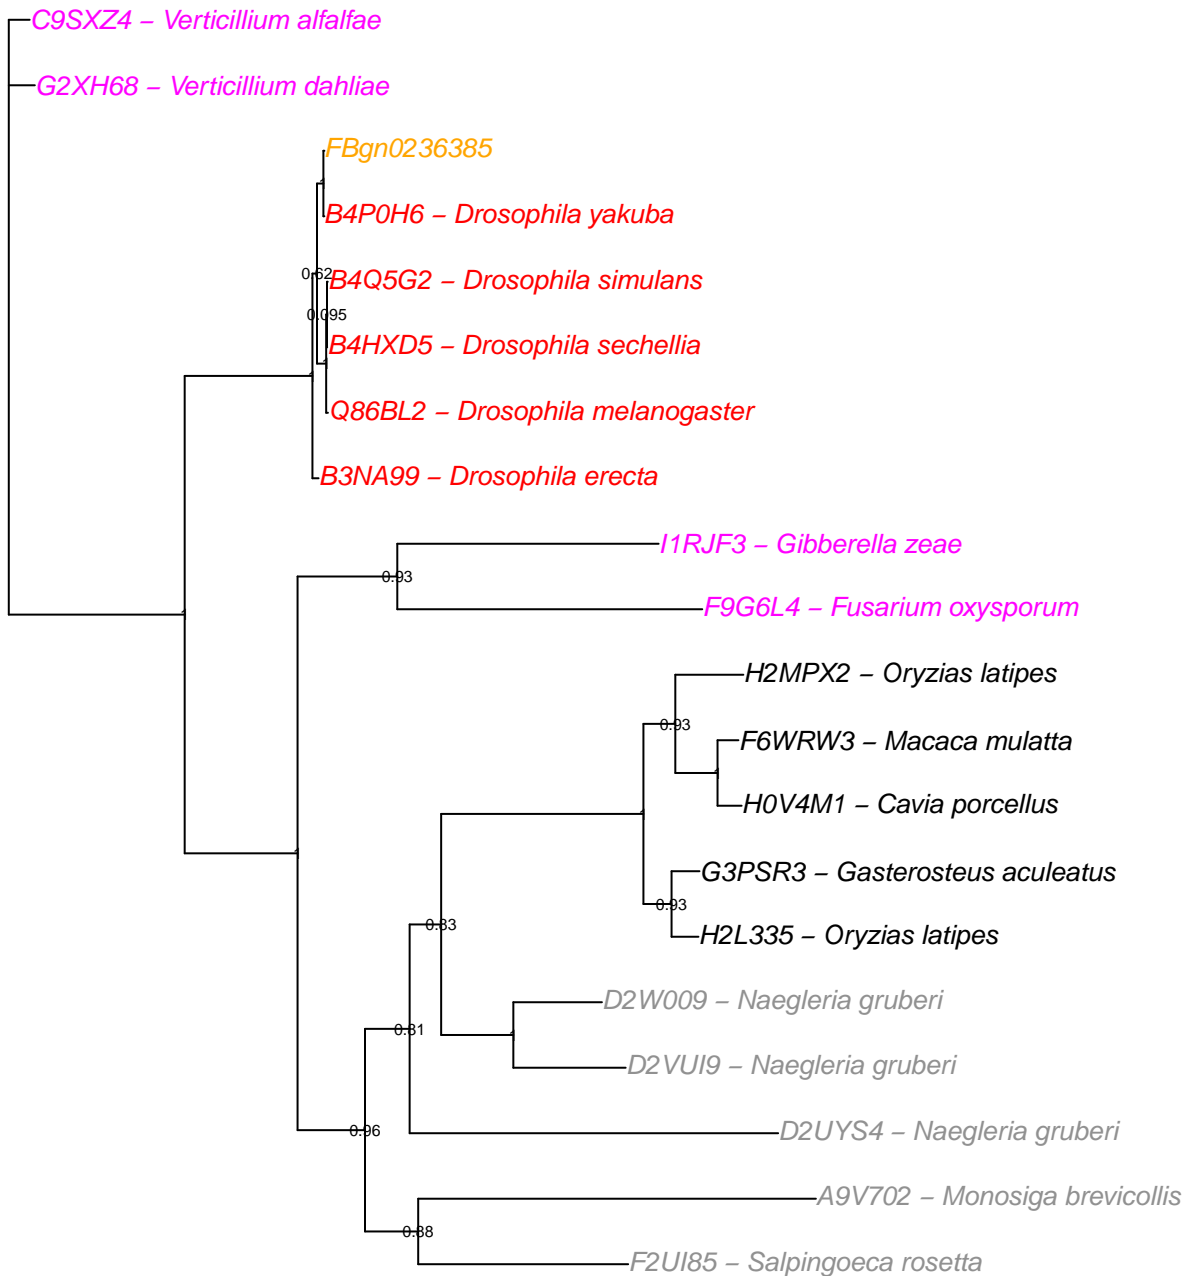 C9SXZ4 – Verticillium alfalfae
G2XH68 – Verticillium dahliae
FBgn0236385
B4P0H6 – Drosophila yakuba
0.62
B4Q5G2 – Drosophila simulans
0.095
B4HXD5 – Drosophila sechellia
Q86BL2 – Drosophila melanogaster
B3NA99 – Drosophila erecta
I1RJF3 – Gibberella zeae
0.93
F9G6L4 – Fusarium oxysporum
H2MPX2 – Oryzias latipes
0.93
F6WRW3 – Macaca mulatta
H0V4M1 – Cavia porcellus
G3PSR3 – Gasterosteus aculeatus
0.93
H2L335 – Oryzias latipes
0.83
D2W009 – Naegleria gruberi
0.81
D2VUI9 – Naegleria gruberi
D2UYS4 – Naegleria gruberi
0.96
A9V702 – Monosiga brevicollis
0.88
F2UI85 – Salpingoeca rosetta